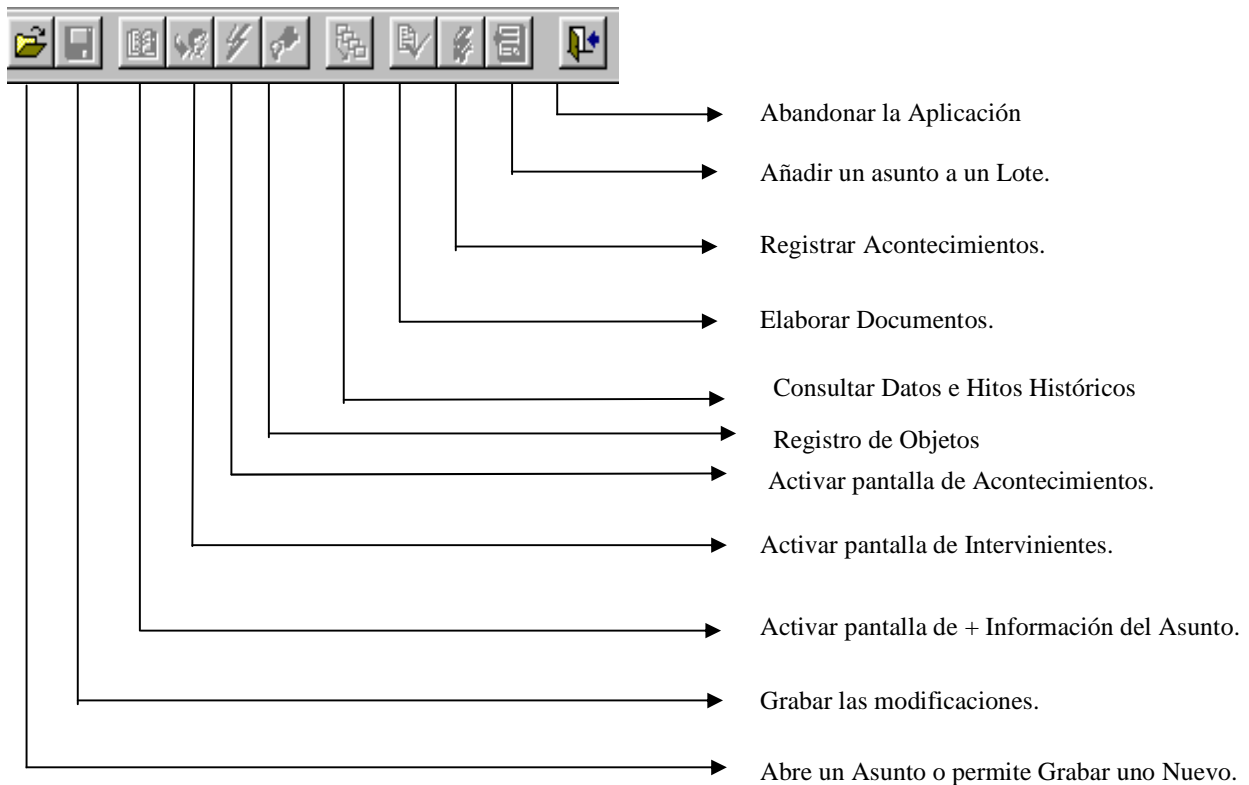 Abandonar la Aplicación
Añadir un asunto a un Lote.
Registrar Acontecimientos.
Elaborar Documentos.
Consultar Datos e Hitos Históricos
Registro de Objetos
Activar pantalla de Acontecimientos.
Activar pantalla de Intervinientes.
Activar pantalla de + Información del Asunto.
Grabar las modificaciones.
Abre un Asunto o permite Grabar uno Nuevo.